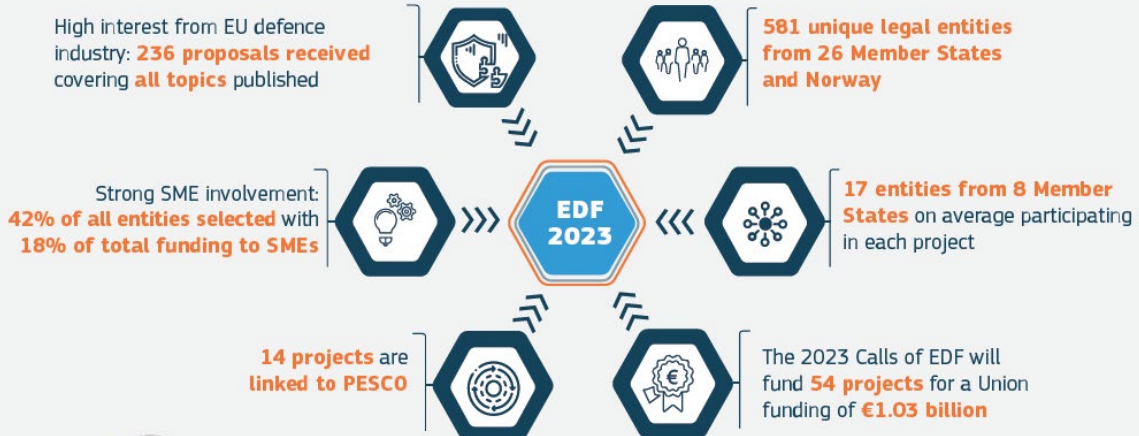 High interest from EU defence
industry: 236 proposals received
covering all topics published
581 unique legal entities
from 26 Member States
and Norway
Strong SME involvement:
42% of all entities selected with
18% of total funding to SMEs
EDF
2023
17 entities from 8 Member
States on average participating
in each project
14 projects are
linked to PESCO
€
The 2023 Calls of EDF will
fund 54 projects for a Union
funding of €1.03 billion